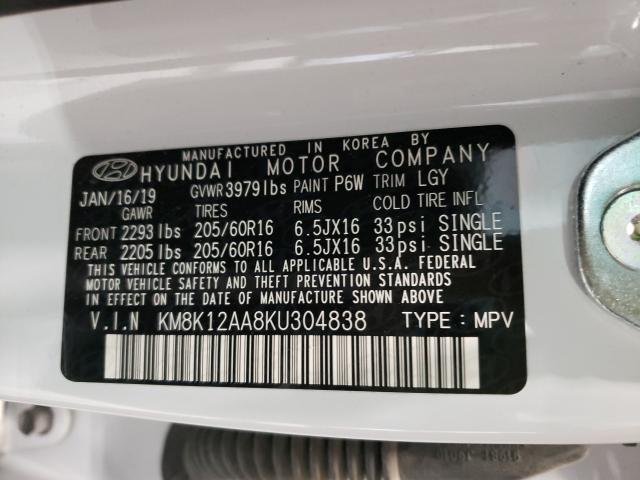 MANUFACTURED IN KOREA BY
HYUNDAI MOTOR COMPANY
JAN/16/19 GVWR 3979lbs PAINT P6W TRIM LGY
GAWR TIRES RIMS COLD TIRE INFL
FRONT 2293lbs 205/60R16 6.5JX16 33psi SINGLE
REAR 2205lbs 205/60R16 6.5JX16 33psi SINGLE
THIS VEHICLE CONFORMS TO ALL APPLICABLE U.S.A. FEDERAL
MOTOR VEHICLE SAFETY AND THEFT PREVENTION STANDARDS
IN EFFECT ON THE DATE OF MANUFACTURE SHOWN ABOVE.
V.I.N KM8K12AA8KU304838 TYPE : MPV